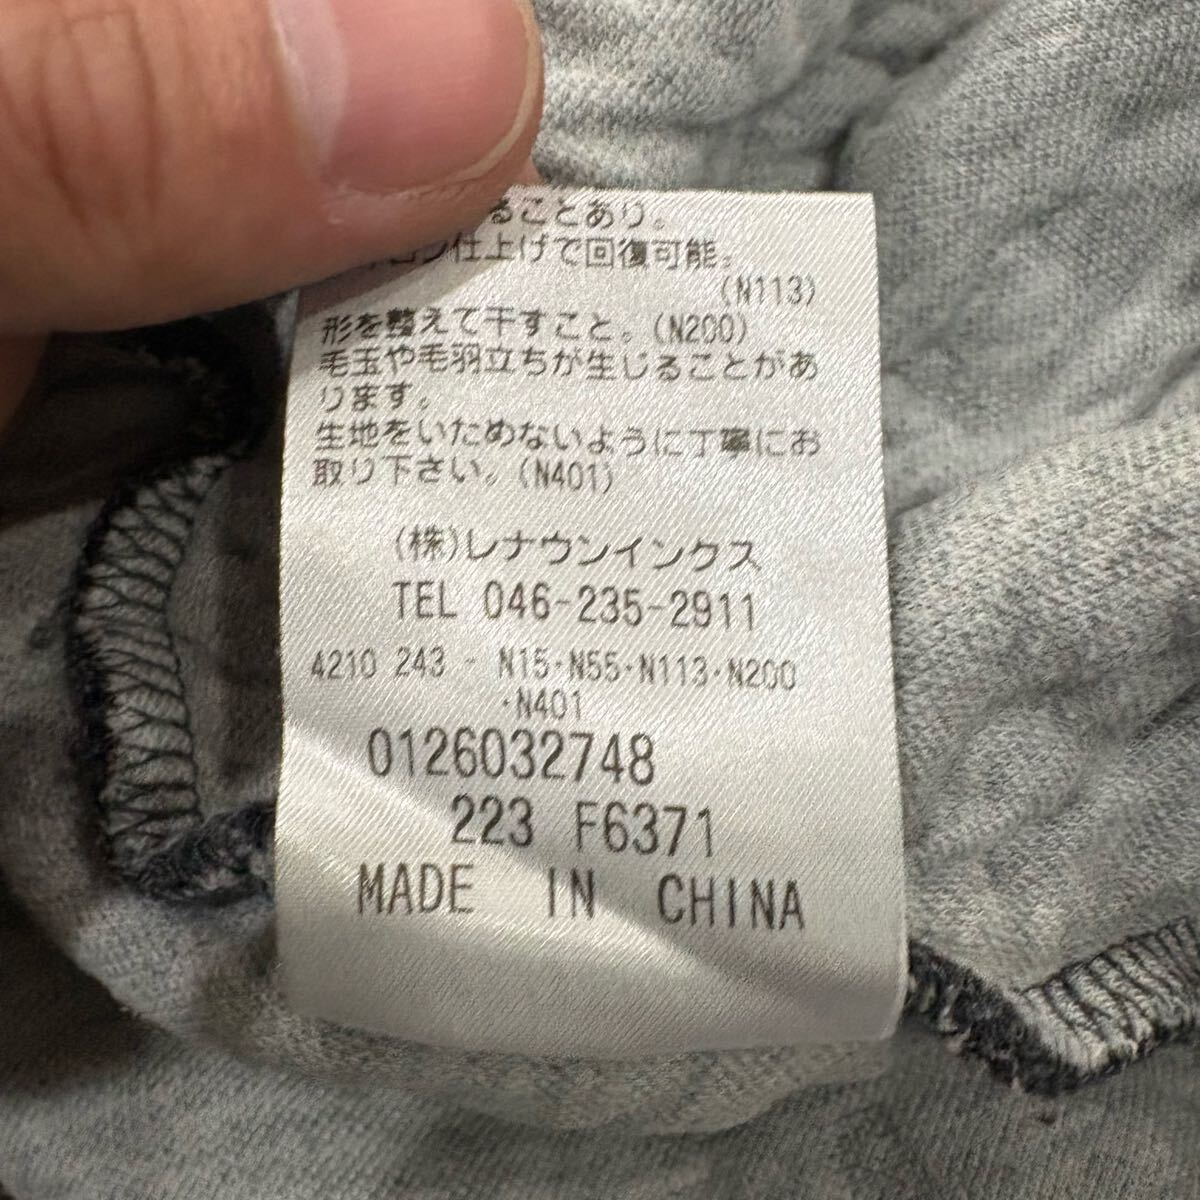 ることあり。
仕上げで回復可能。
(N113)
形を整えて干すこと。(N200)
毛玉や毛羽立ちが生じることがあ
ります。
生地をいためないように丁寧にお
取り下さい。(N401)
(株)レナウンインクス
TEL 046-235-2911
4210 243 - N15・N55・N113・N200
・N401
0126032748
223 F6371
MADE IN CHINA